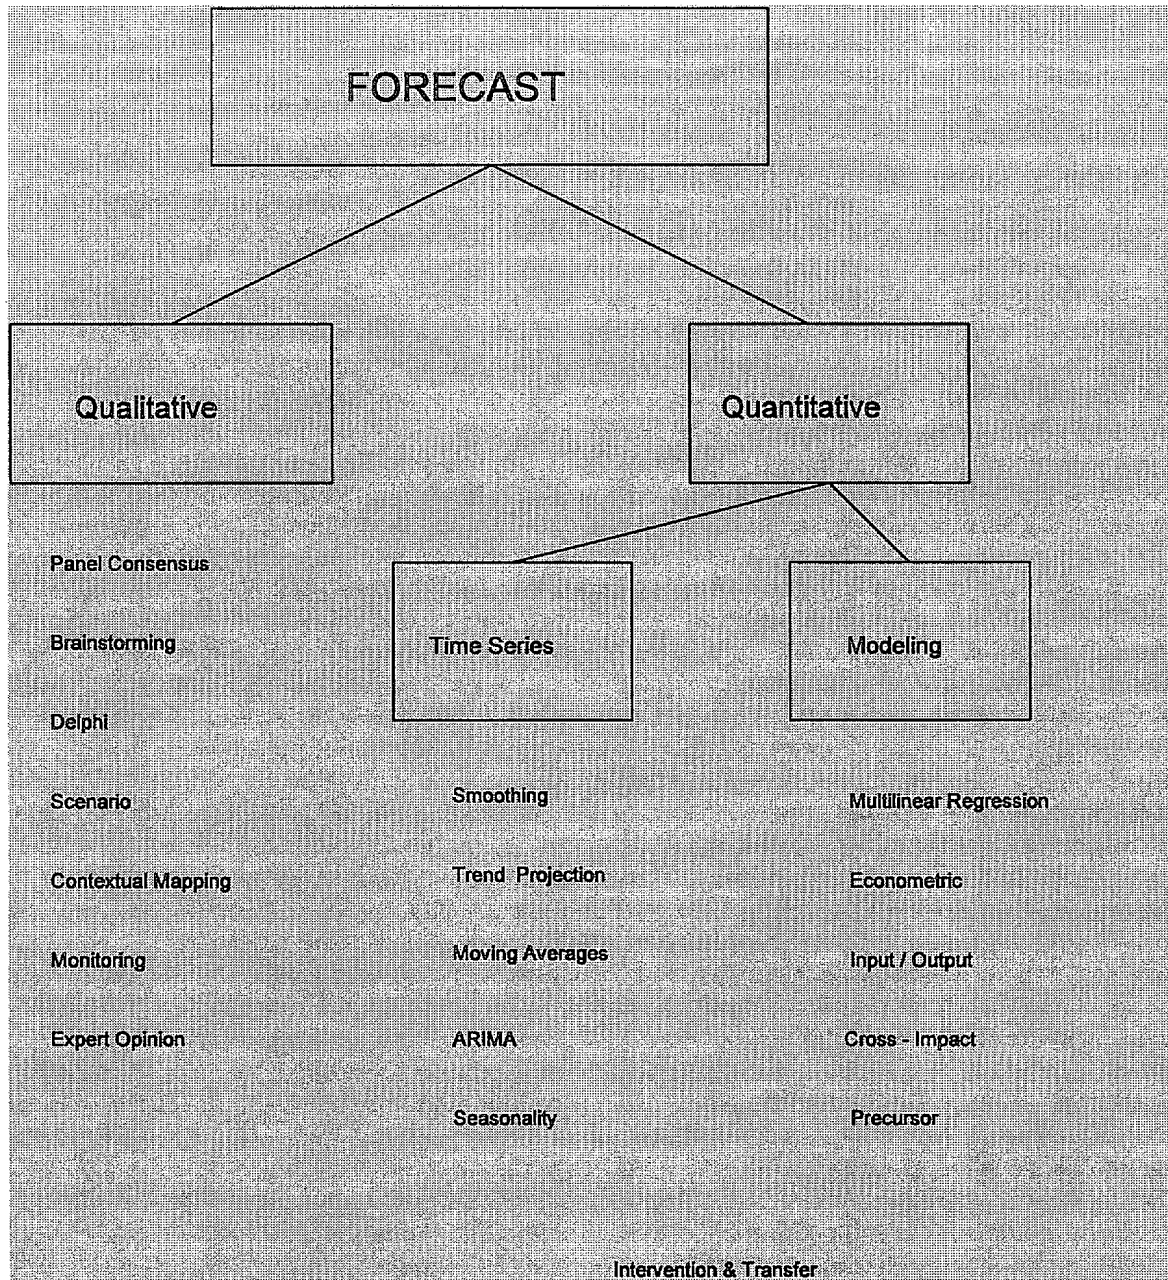 FORECAST
Qualitative
Quantitative
Panel Consensus
Brainstorming
Delphi
Scenario
Contextual Mapping
Monitoring
Expert Opinion
Time Series
Smoothing
Trend Projection
Moving Averages
ARIMA
Seasonality
Modeling
Multilinear Regression
Econometric
Input / Output
Cross - Impact
Precursor
Intervention & Transfer